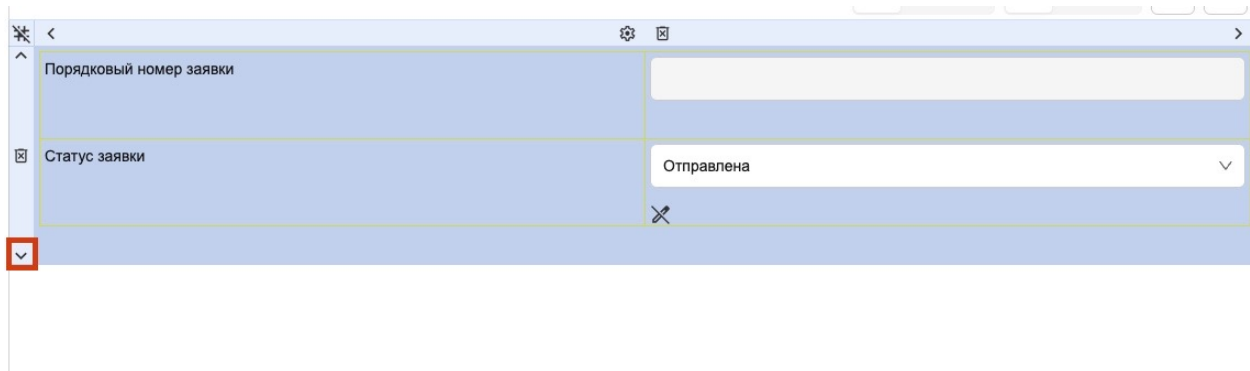 Порядковый номер заявки
Статус заявки
Отправлена